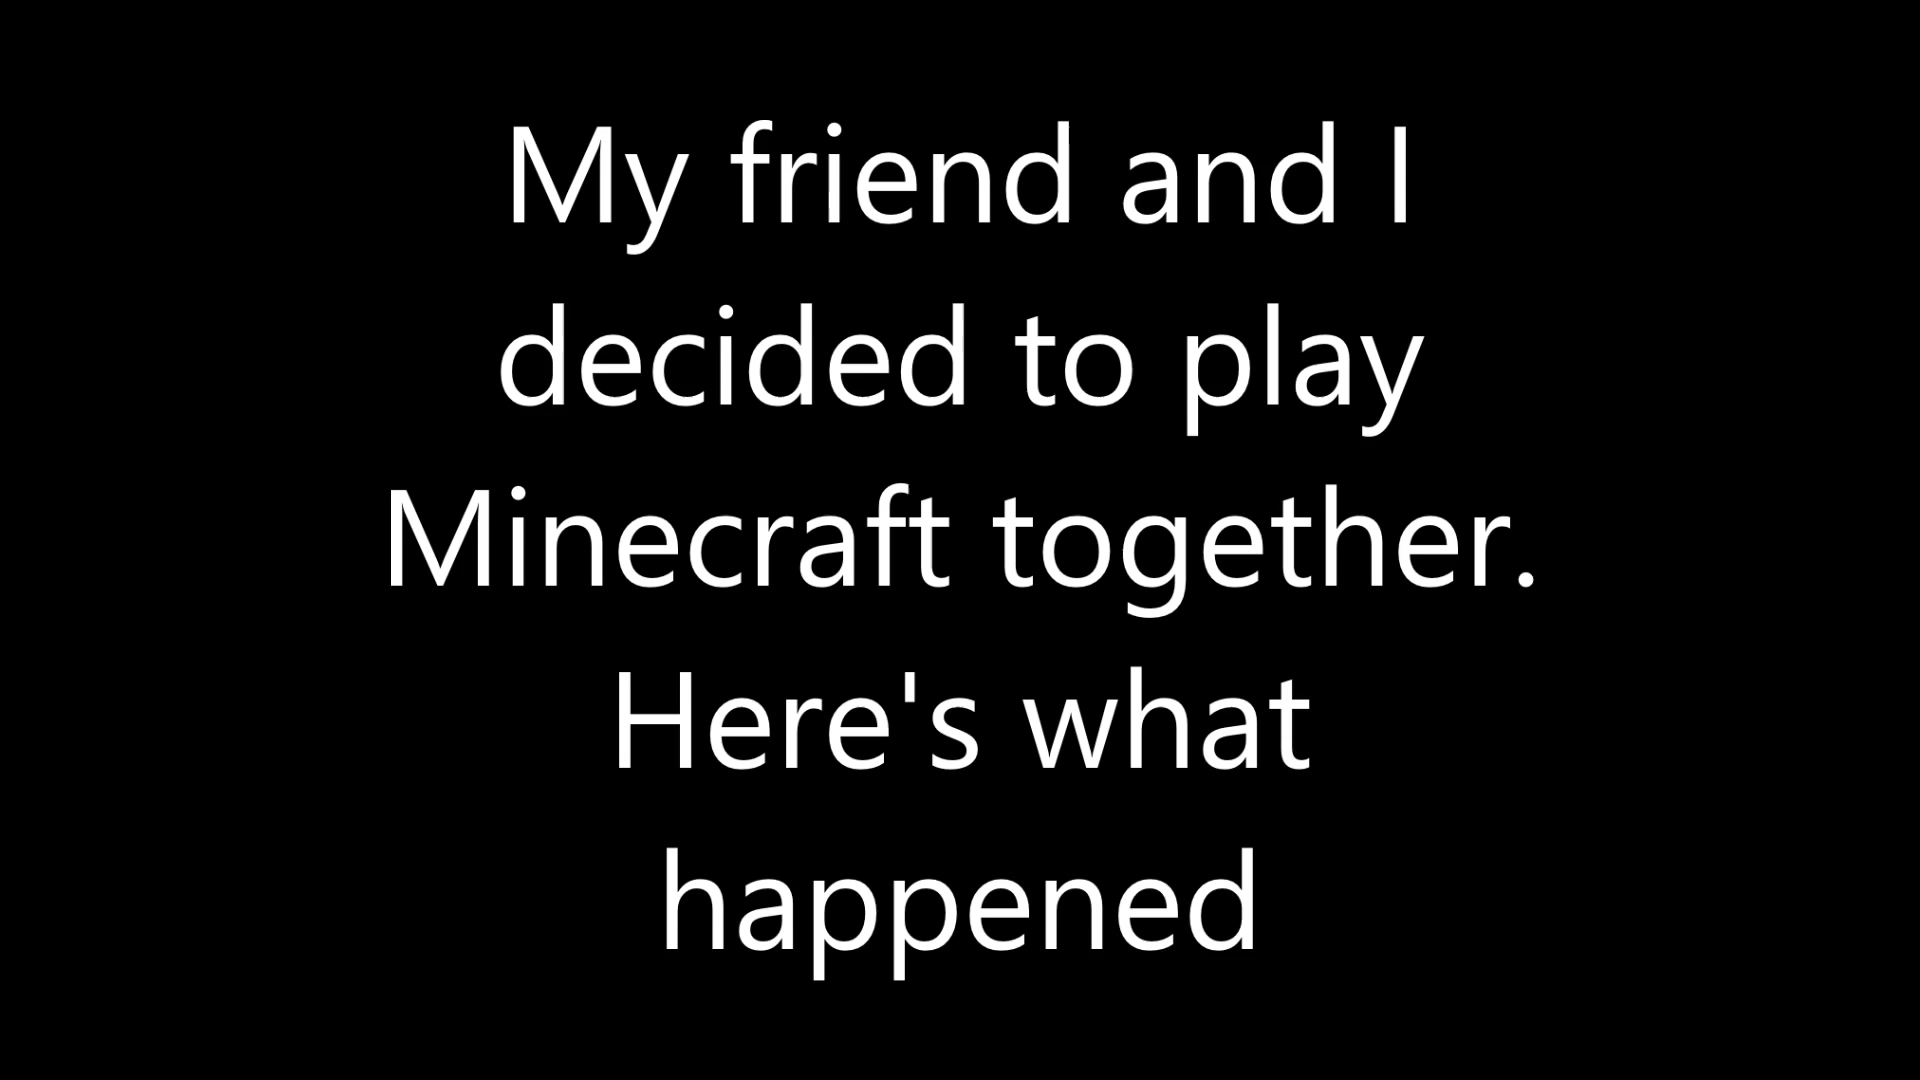 My friend and I
decided to play
Minecraft together.
Here's what
happened